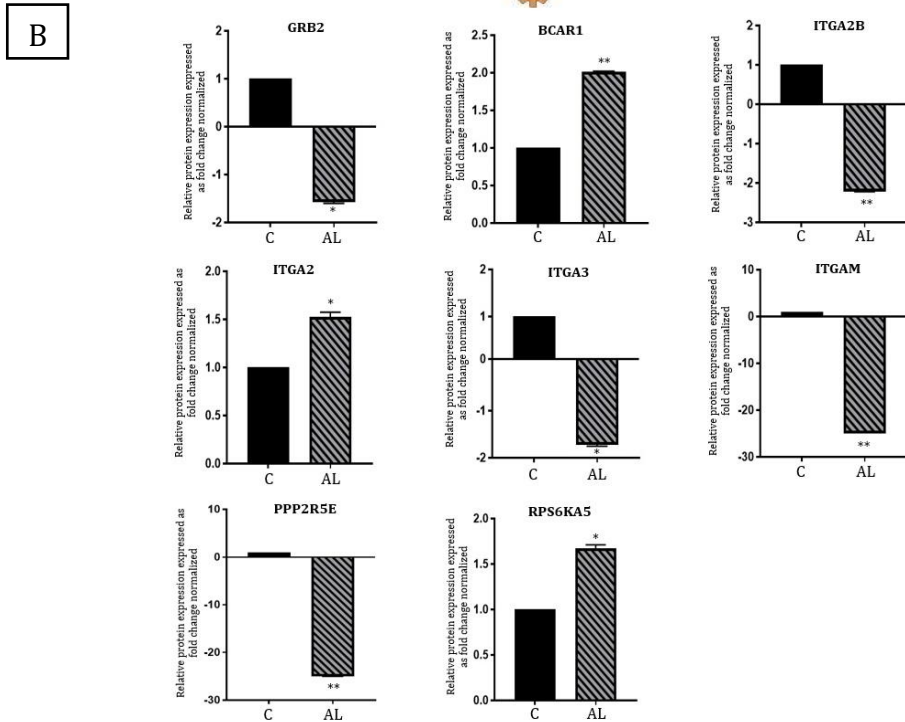 B
GRB2
Relative protein expression expressed
as fold change normalized
2
1
0
-1
-2
*
C AL
BCAR1
Relative protein expression expressed as
fold change normalized
2.5
2.0
1.5
1.0
0.5
0.0
**
C AL
ITGA2B
Relative protein expression expressed
as fold change normalized
2
1
0
-1
-2
-3
**
C AL
ITGA2
Relative protein expression expressed as
fold change normalized
2.0
1.5
1.0
0.5
0.0
*
C AL
ITGA3
Relative protein expression expressed
as fold change normalized
2
1
0
-1
-2
*
C AL
ITGAM
Relative protein expression expressed as
fold change normalized
10
0
-10
-20
-30
**
C AL
PPP2R5E
Relative protein expression expressed as
fold change normalized
10
0
-10
-20
-30
**
C AL
RPS6KA5
Relative protein expression expressed
as fold change normalized
2.0
1.5
1.0
0.5
0.0
*
C AL